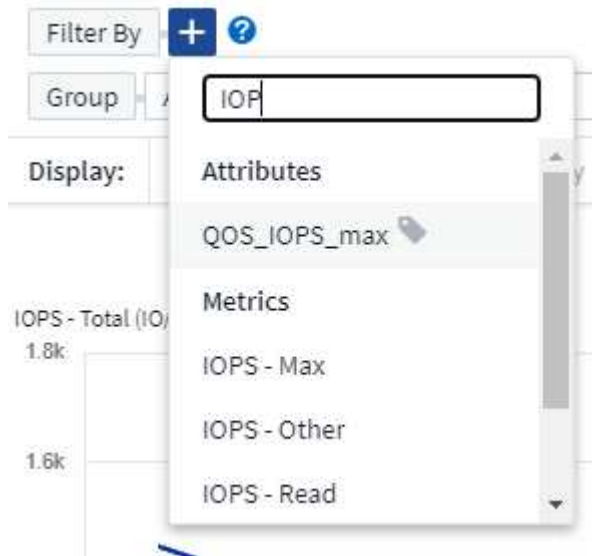 Filter By + ?
Group
IOP
Display:
Attributes
QOS_IOPS_max
Metrics
IOPS - Total (IO/
1.8k
IOPS - Max
IOPS - Other
1.6k
IOPS - Read